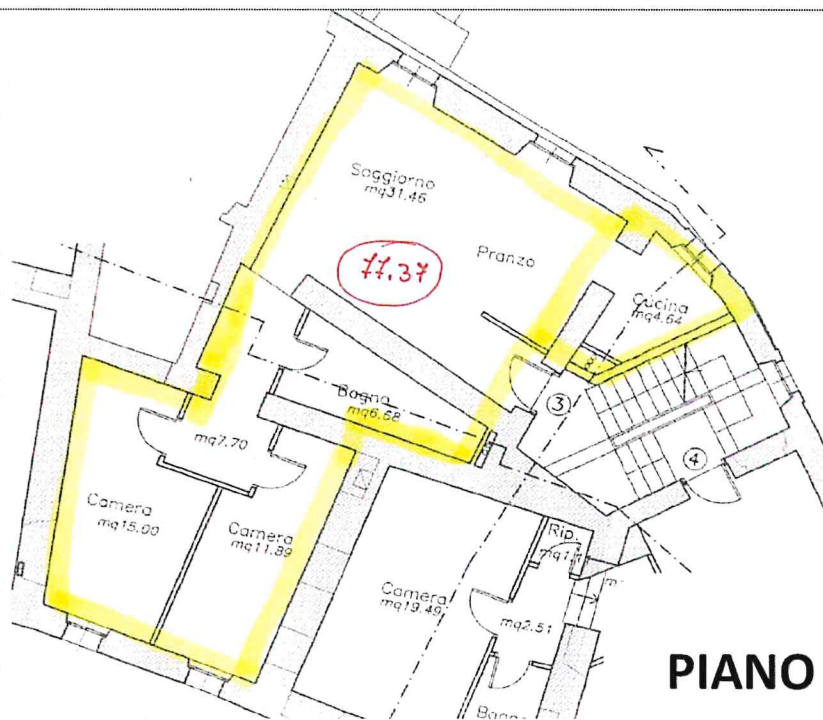 Soggiorno
mq31.46
77.37
Pranzo
Cucina
mq4.64
Bagno
mq6.68
③
④
mq7.70
Camera
mq15.00
Camera
mq11.89
Rip.
Camera
mq19.49
mq2.51
Bagno
PIANO